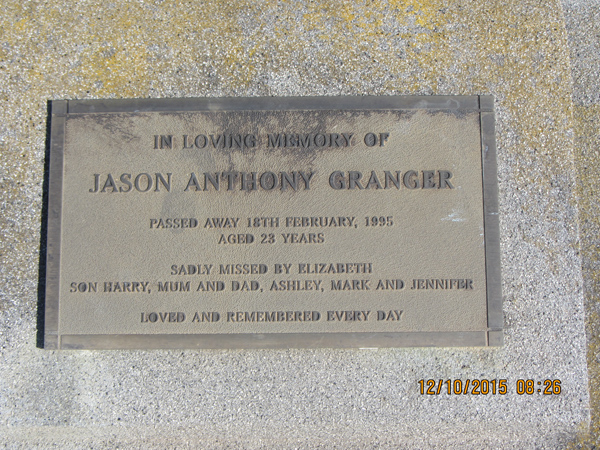 IN LOVING MEMORY OF
JASON ANTHONY GRANGER
PASSED AWAY 18TH FEBRUARY, 1995
AGED 23 YEARS
SADLY MISSED BY ELIZABETH
SON HARRY, MUM AND DAD, ASHLEY, MARK AND JENNIFER
LOVED AND REMEMBERED EVERY DAY
12/10/2015 08:26